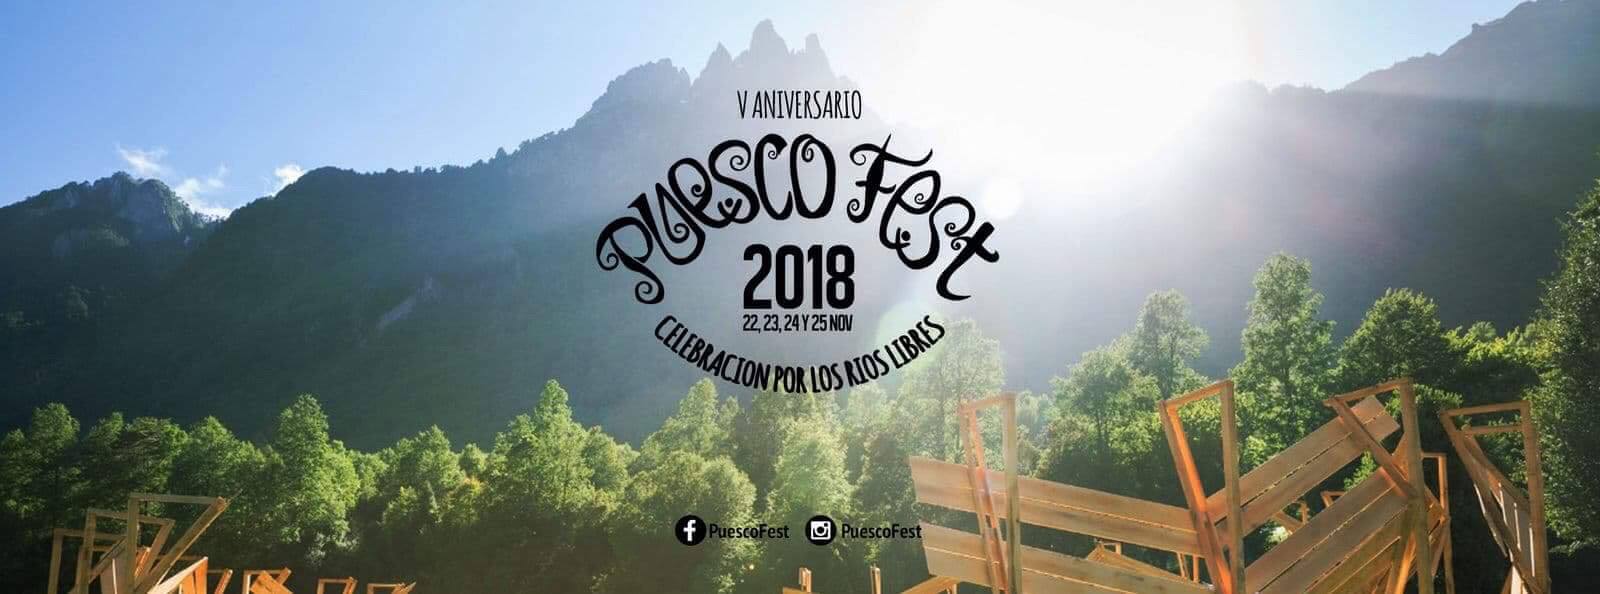 V ANIVERSARIO
PUESCO FEST
2018
22, 23, 24 Y 25 NOV
CELEBRACION POR LOS RIOS LIBRES
PuescoFest PuescoFest